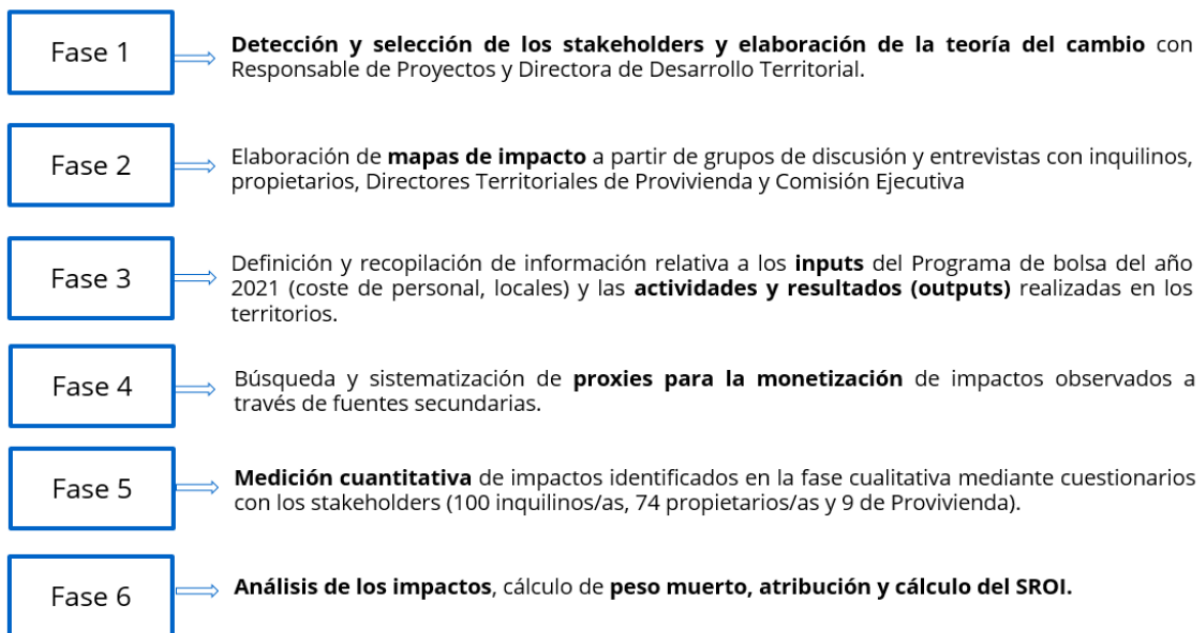 Fase 1
Detección y selección de los stakeholders y elaboración de la teoría del cambio con
Responsable de Proyectos y Directora de Desarrollo Territorial.
Fase 2
Elaboración de mapas de impacto a partir de grupos de discusión y entrevistas con inquilinos,
propietarios, Directores Territoriales de Provivienda y Comisión Ejecutiva
Fase 3
Definición y recopilación de información relativa a los inputs del Programa de bolsa del año
2021 (coste de personal, locales) y las actividades y resultados (outputs) realizadas en los
territorios.
Fase 4
Búsqueda y sistematización de proxies para la monetización de impactos observados a
través de fuentes secundarias.
Fase 5
Medición cuantitativa de impactos identificados en la fase cualitativa mediante cuestionarios
con los stakeholders (100 inquilinos/as, 74 propietarios/as y 9 de Provivienda).
Fase 6
Análisis de los impactos, cálculo de peso muerto, atribución y cálculo del SROI.